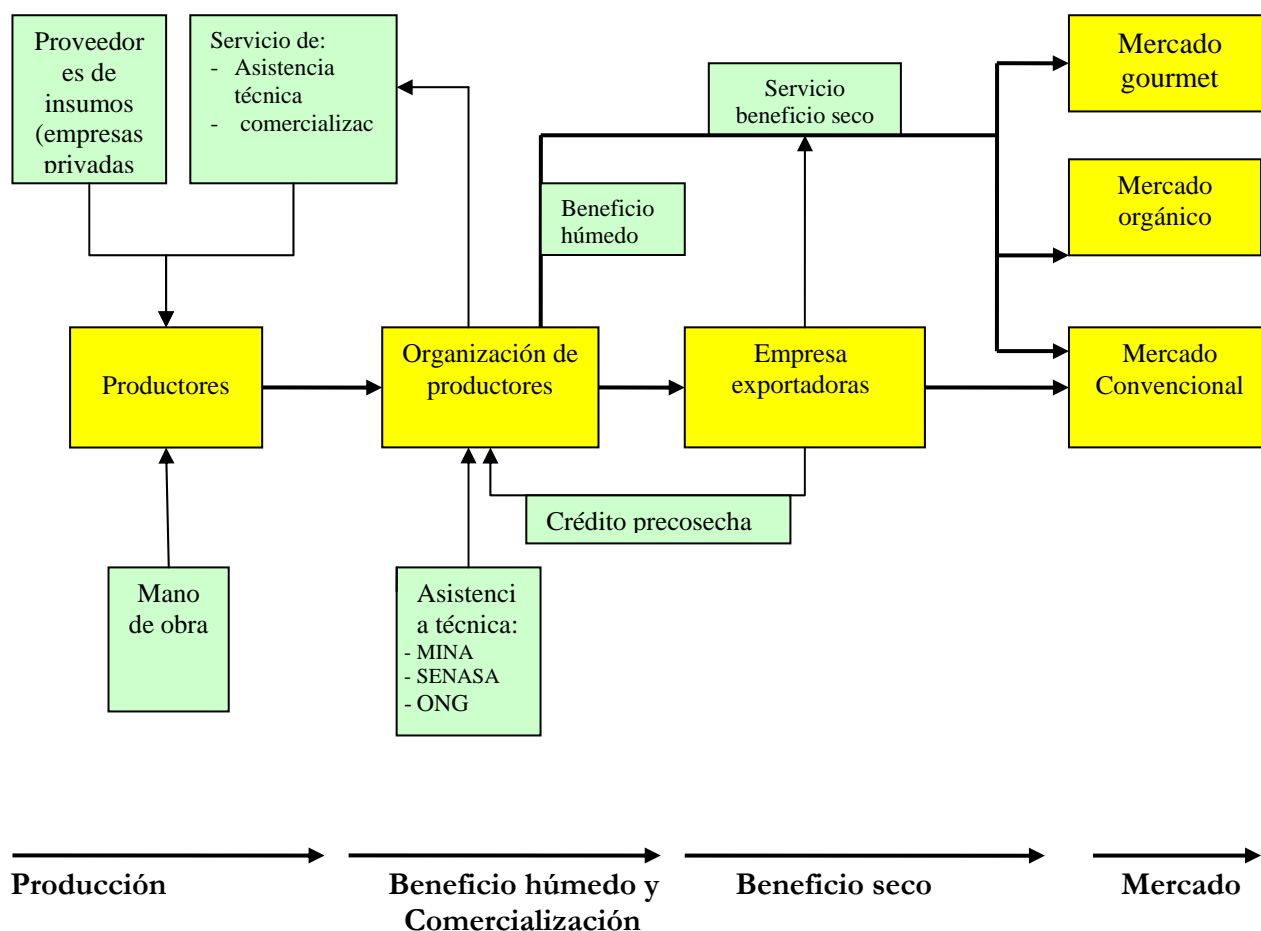 Proveedor
es de
insumos
(empresas
privadas
Servicio de:
- Asistencia
técnica
- comercializac
Servicio
beneficio seco
Mercado
gourmet
Beneficio
húmedo
Mercado
orgánico
Productores
Organización de
productores
Empresa
exportadoras
Mercado
Convencional
Crédito precosecha
Mano
de obra
Asistenci
a técnica:
- MINA
- SENASA
- ONG
Producción
Beneficio húmedo y
Comercialización
Beneficio seco
Mercado